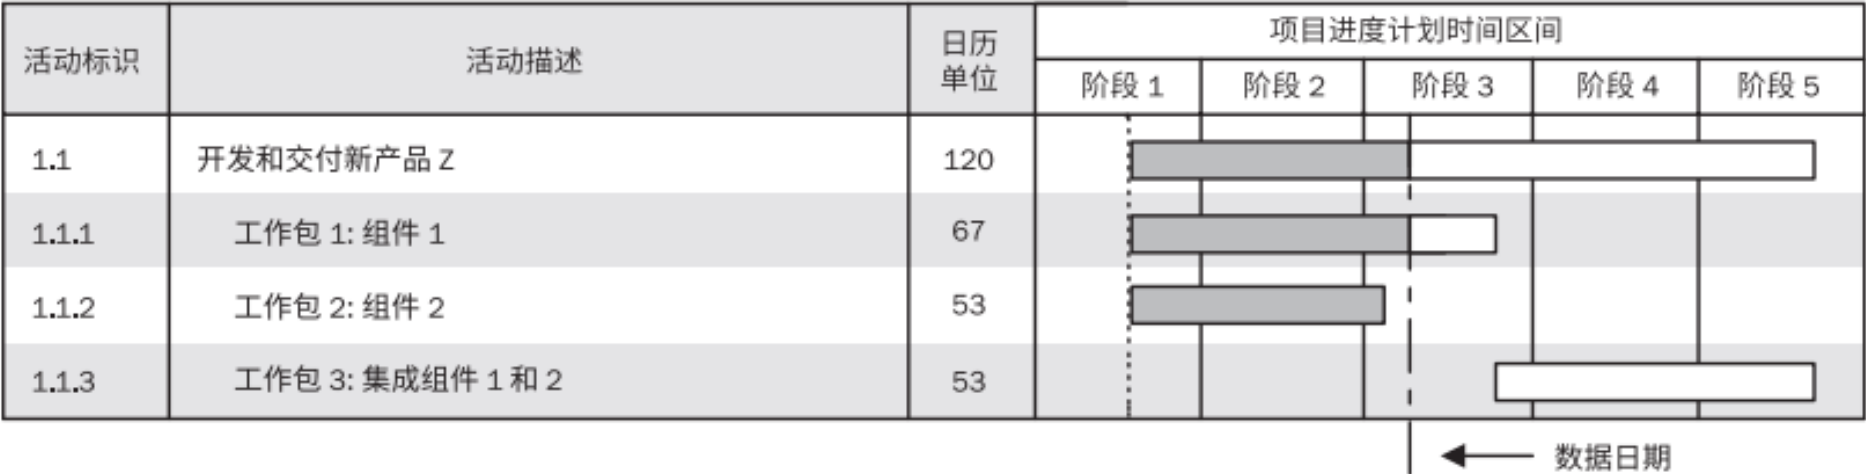 活动标识 活动描述 日历单位 项目进度计划时间区间
阶段 1 阶段 2 阶段 3 阶段 4 阶段 5
1.1 开发和交付新产品 Z 120
1.1.1 工作包 1: 组件 1 67
1.1.2 工作包 2: 组件 2 53
1.1.3 工作包 3: 集成组件 1 和 2 53
数据日期